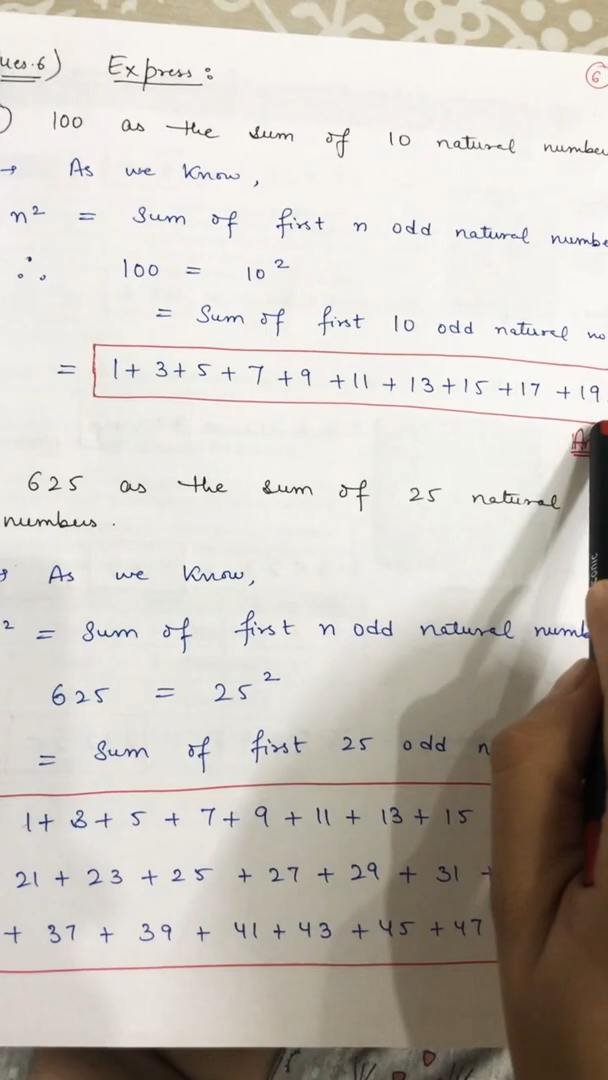 ues.6) Express:
6
) 100 as the sum of 10 natural numbe
→ As we know,
n² = Sum of first n odd natural numbe
∴ 100 = 10²
= Sum of first 10 odd natural no
= 1 + 3 + 5 + 7 + 9 + 11 + 13 + 15 + 17 + 19
A
625 as the sum of 25 natural
numbers.
As we know,
² = Sum of first n odd natural numb
625 = 25²
= Sum of first 25 odd n
1 + 3 + 5 + 7 + 9 + 11 + 13 + 15
21 + 23 + 25 + 27 + 29 + 31 +
+ 37 + 39 + 41 + 43 + 45 + 47